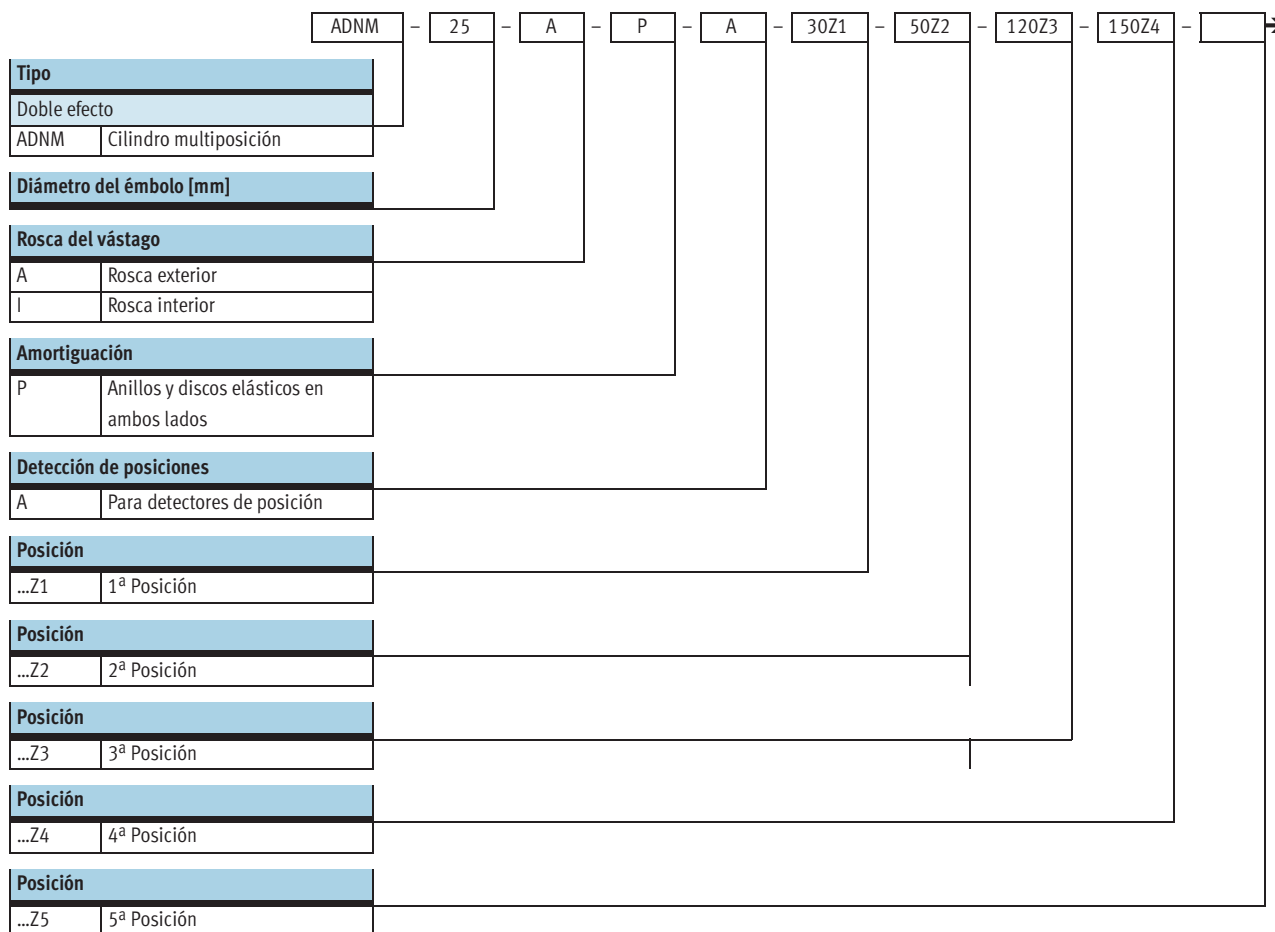 ADNM – 25 – A – P – A – 30Z1 – 50Z2 – 120Z3 – 150Z4 –
Tipo
Doble efecto
ADNM Cilindro multiposición
Diámetro del émbolo [mm]
Rosca del vástago
A Rosca exterior
I Rosca interior
Amortiguación
P Anillos y discos elásticos en
ambos lados
Detección de posiciones
A Para detectores de posición
Posición
...Z1 1ª Posición
Posición
...Z2 2ª Posición
Posición
...Z3 3ª Posición
Posición
...Z4 4ª Posición
Posición
...Z5 5ª Posición